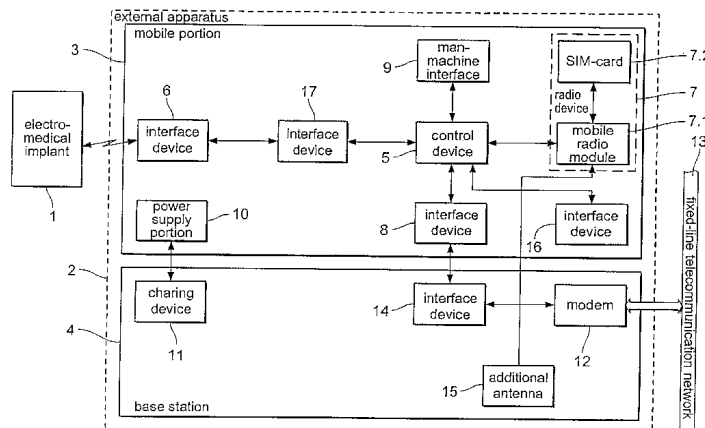 external apparatus
mobile portion
3
9
man-
machine
interface
SIM-card
7.2
radio
device
7
electro-
medical
implant
1
6
interface
device
17
interface
device
control
device
5
mobile
radio
module
7.1
13
power
supply
portion
10
interface
device
8
interface
device
16
2
4
charing
device
11
interface
device
14
modem
12
additional
antenna
15
base station
fixed-line telecommunication network